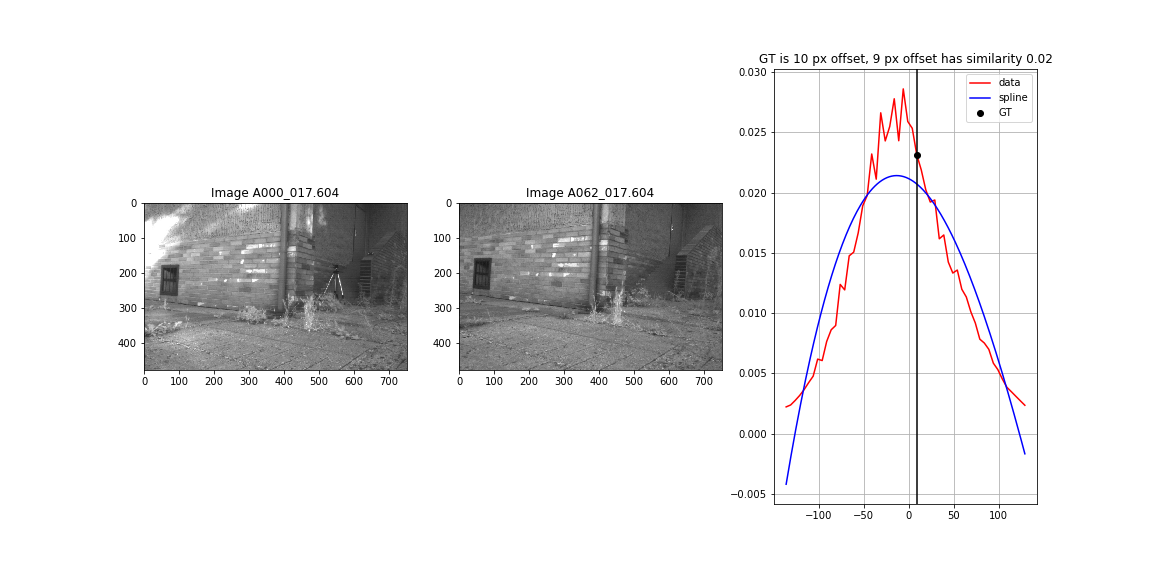 GT is 10 px offset, 9 px offset has similarity 0.02
Image A000_017.604
Image A062_017.604
0
100
200
300
400
0 100 200 300 400 500 600 700
0
100
200
300
400
0 100 200 300 400 500 600 700
0.030
0.025
0.020
0.015
0.010
0.005
0.000
−0.005
−100 −50 0 50 100
data
spline
GT